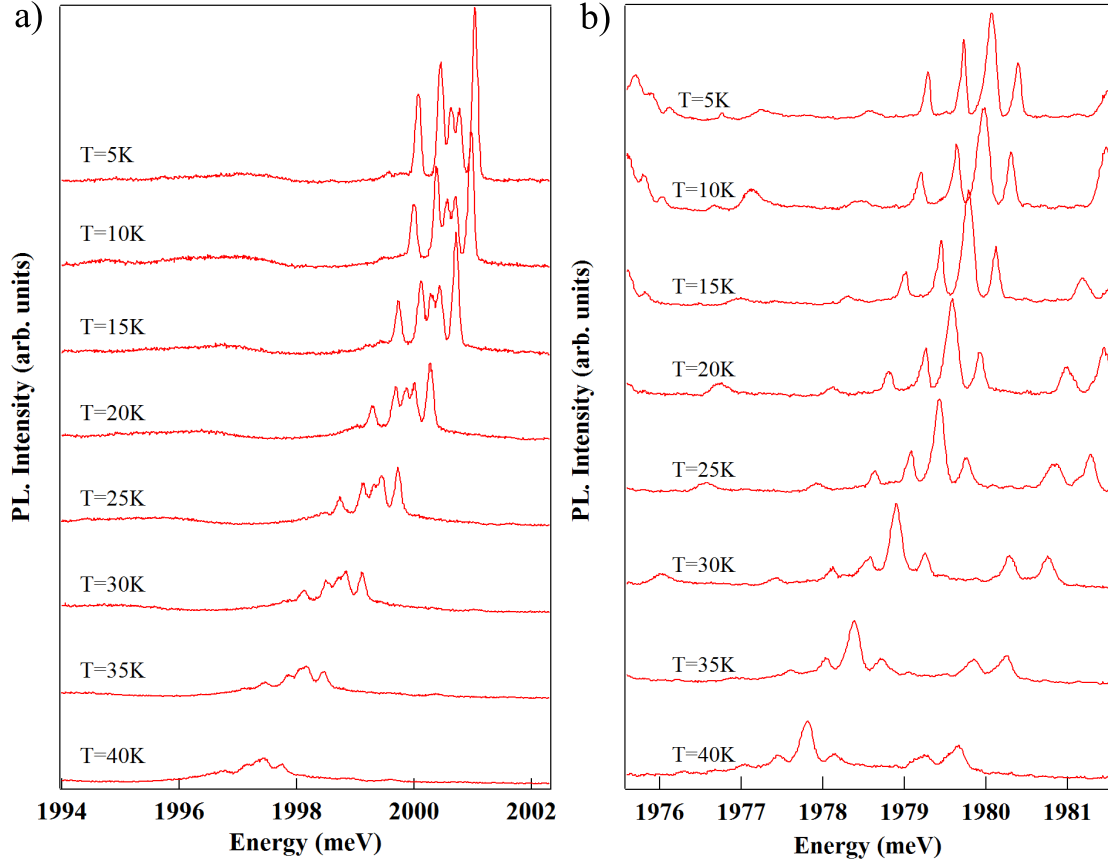 a)
T=5K
T=10K
T=15K
T=20K
T=25K
T=30K
T=35K
T=40K
PL. Intensity (arb. units)
1994 1996 1998 2000 2002
Energy (meV)
b)
T=5K
T=10K
T=15K
T=20K
T=25K
T=30K
T=35K
T=40K
PL. Intensity (arb. units)
1976 1977 1978 1979 1980 1981
Energy (meV)